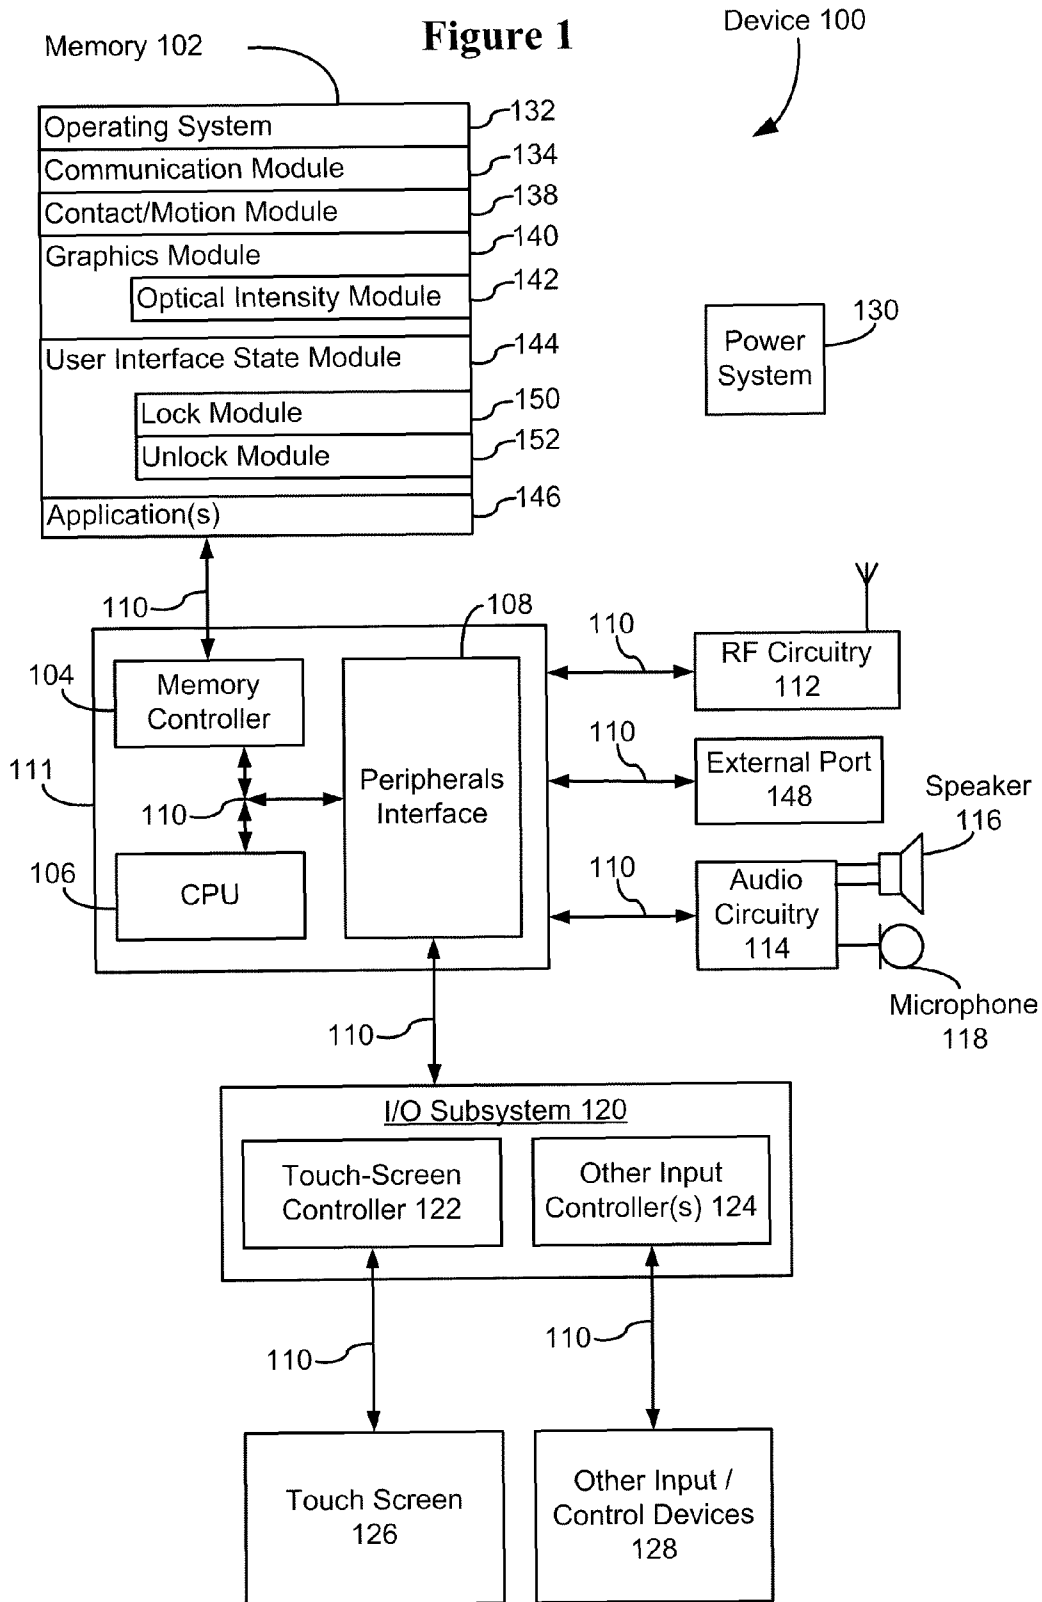 Figure 1
Device 100
Memory 102
Operating System
132
Communication Module
134
Contact/Motion Module
138
Graphics Module
140
Optical Intensity Module
142
User Interface State Module
144
Lock Module
150
Unlock Module
152
Application(s)
146
Power
System
130
110
108
104
Memory
Controller
111
110
Peripherals
Interface
106
CPU
110
RF Circuitry
112
110
External Port
148
Speaker
116
110
Audio
Circuitry
114
Microphone
118
110
I/O Subsystem 120
Touch-Screen
Controller 122
Other Input
Controller(s) 124
110
110
Touch Screen
126
Other Input /
Control Devices
128